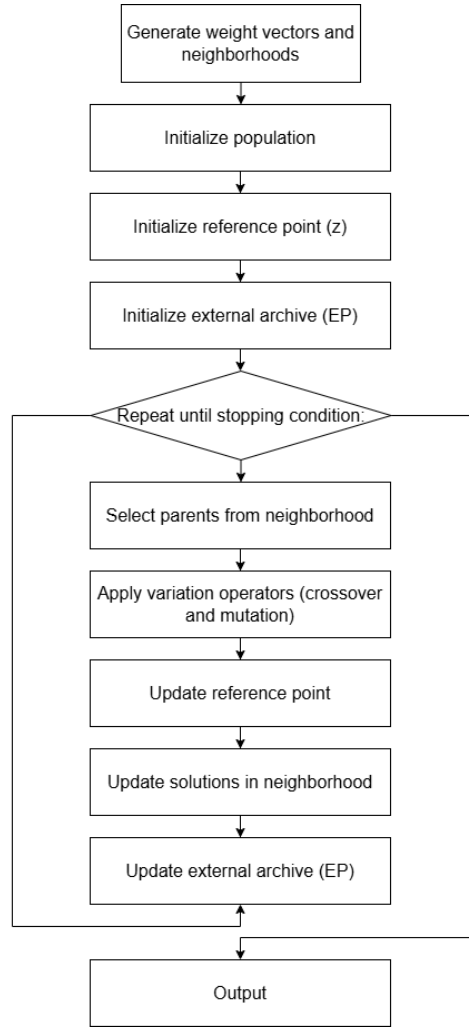 Generate weight vectors and
neighborhoods
Initialize population
Initialize reference point (z)
Initialize external archive (EP)
Repeat until stopping condition:
Select parents from neighborhood
Apply variation operators (crossover
and mutation)
Update reference point
Update solutions in neighborhood
Update external archive (EP)
Output